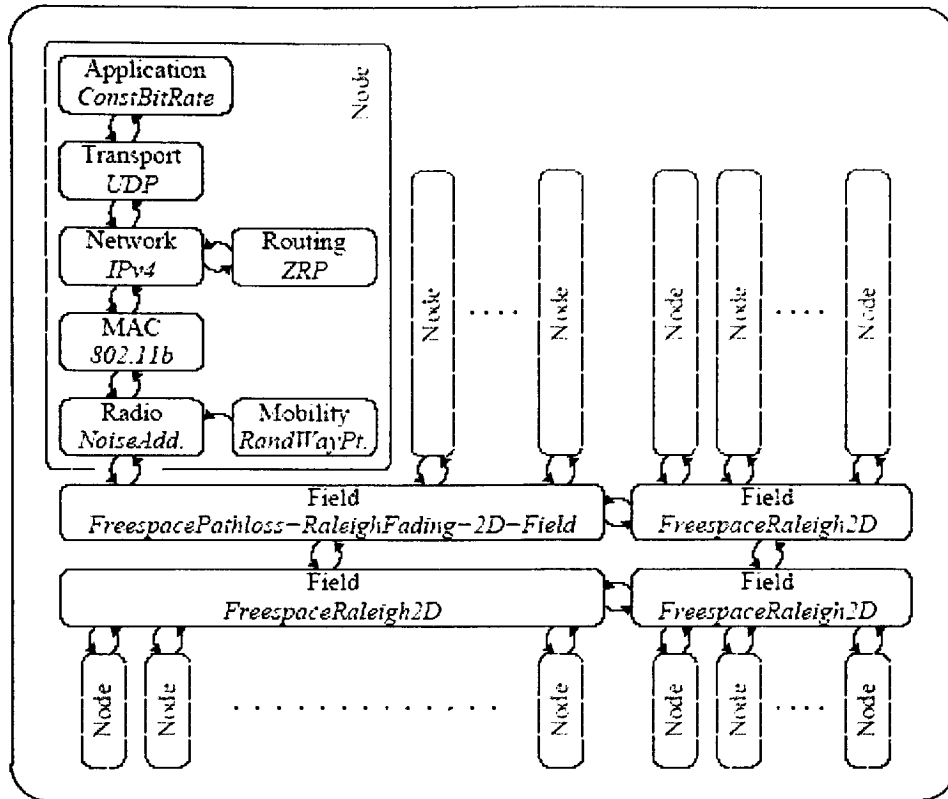 Application
ConstBitRate
Node
Transport
UDP
Network
IPv4
Routing
ZRP
MAC
802.11b
Radio
NoiseAdd.
Mobility
RandWayPt.
Node
....
Node
Node
Node
....
Node
Field
FreespacePathloss-RaleighFading-2D-Field
Field
FreespaceRaleigh2D
Field
FreespaceRaleigh2D
Field
FreespaceRaleigh2D
Node
Node
..............
Node
Node
Node
....
Node